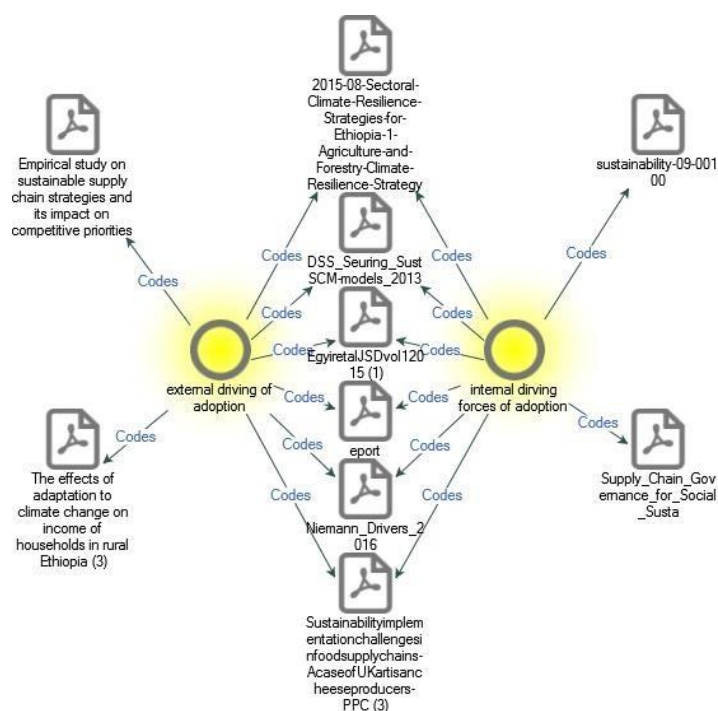 2015-08-Sectoral-
Climate-Resilience-
Strategies-for-
Ethiopia-1-
Agriculture-and-
Forestry-Climate-
Resilience-Strategy
Empirical study on
sustainable supply
chain strategies and
its impact on
competitive priorities
sustainability-09-001
00
Codes
Codes
Codes
Codes
DSS_Seuring_Sust
SCM-models_2013
Codes
Codes
Codes
Codes
EgyiretalJSDvol120
15 (1)
external driving of
adoption
internal dirving
forces of adoption
Codes
Codes
eport
Codes
Codes
Codes
Codes
The effects of
adaptation to
climate change on
income of
households in rural
Ethiopia (3)
Supply_Chain_Gov
ernance_for_Social
_Susta
Codes
Codes
Niemann_Drivers_2
016
Sustainabilityimplem
entationchallengesi
nfoodsupplychains-
AcaseofUKartisanc
heeseproducers-
PPC (3)